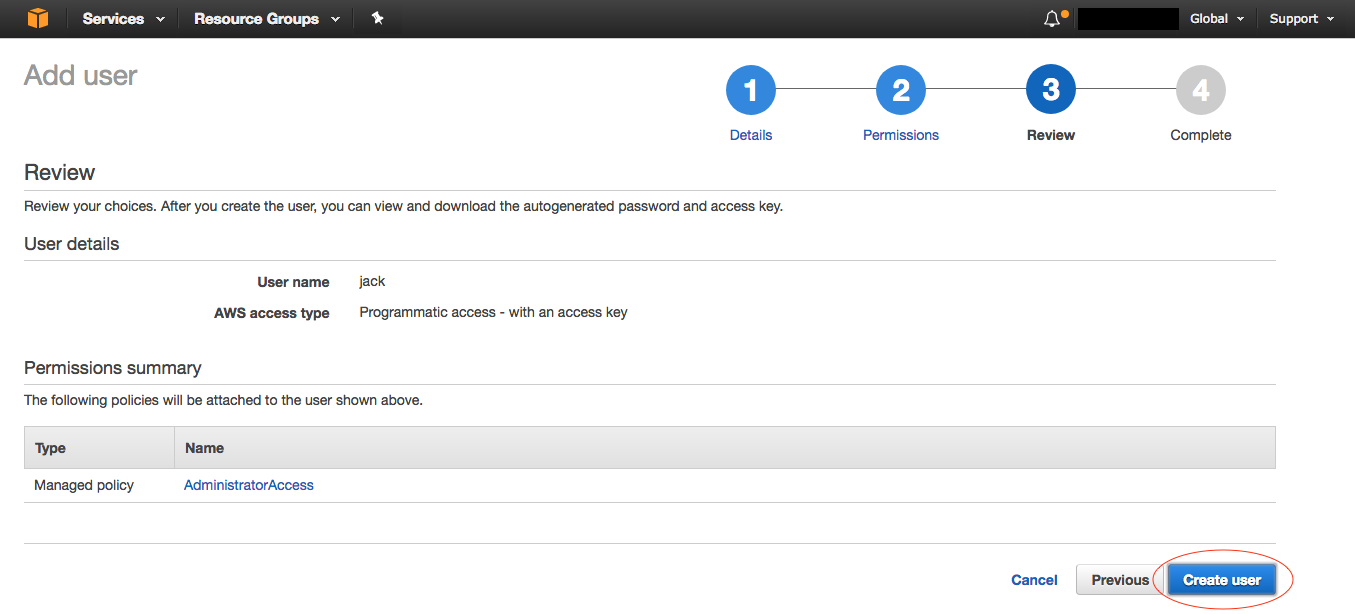 Services Resource Groups Global Support
Add user
1 2 3 4
Details Permissions Review Complete
Review
Review your choices. After you create the user, you can view and download the autogenerated password and access key.
User details
User name jack
AWS access type Programmatic access - with an access key
Permissions summary
The following policies will be attached to the user shown above.
Type Name
Managed policy AdministratorAccess
Cancel Previous Create user